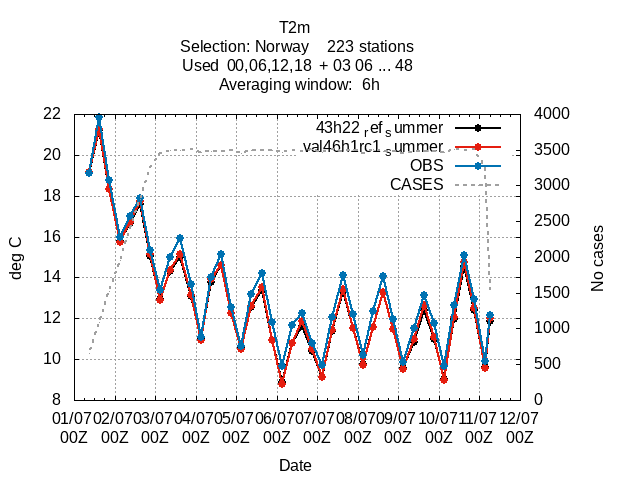 T2m
Selection: Norway    223 stations
Used  00,06,12,18  + 03 06 ... 48
Averaging window:  6h
43h22 ref_summer
val46h1rc1_summer
OBS
CASES
22
20
18
16
14
12
10
8
deg C
4000
3500
3000
2500
2000
1500
1000
500
0
No cases
01/07 02/07 03/07 04/07 05/07 06/07 07/07 08/07 09/07 10/07 11/07 12/07
00Z 00Z 00Z 00Z 00Z 00Z 00Z 00Z 00Z 00Z 00Z 00Z
Date